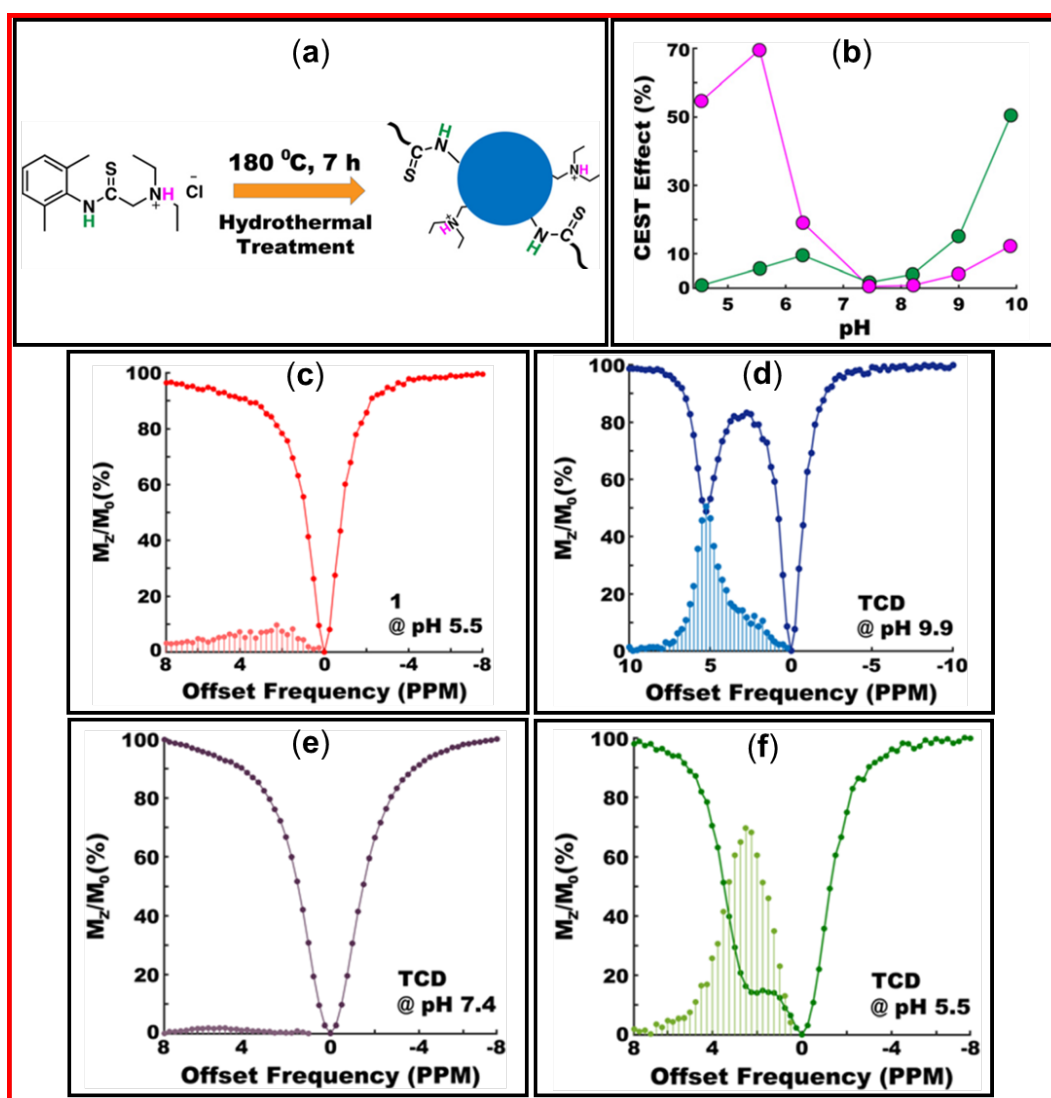 (a)
S
N
H
N
H
+
Cl
−
180 ⁰C, 7 h
Hydrothermal
Treatment
H
N
C
S
N
H
+
H
N
+
N
H
C
S
(b)
CEST Effect (%)
70
50
30
10
0
5 6 7 8 9 10
pH
(c)
M_Z/M_0(%)
100
80
60
40
20
0
1
@ pH 5.5
8 4 0 -4 -8
Offset Frequency (PPM)
(d)
M_Z/M_0(%)
100
80
60
40
20
0
TCD
@ pH 9.9
10 5 0 -5 -10
Offset Frequency (PPM)
(e)
M_Z/M_0(%)
100
80
60
40
20
0
TCD
@ pH 7.4
8 4 0 -4 -8
Offset Frequency (PPM)
(f)
M_Z/M_0(%)
100
80
60
40
20
0
TCD
@ pH 5.5
8 4 0 -4 -8
Offset Frequency (PPM)